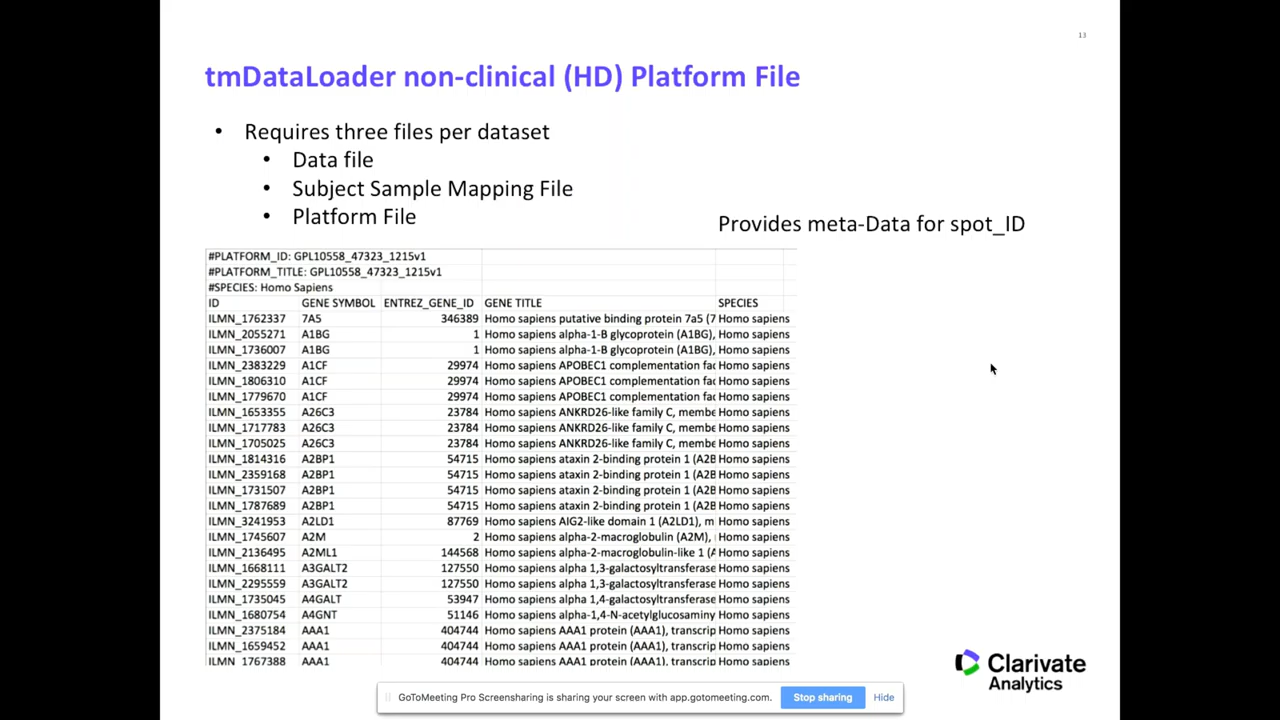 13
tmDataLoader non-clinical (HD) Platform File
• Requires three files per dataset
• Data file
• Subject Sample Mapping File
• Platform File
Provides meta-Data for spot_ID
#PLATFORM_ID: GPL10558_47323_1215v1
#PLATFORM_TITLE: GPL10558_47323_1215v1
#SPECIES: Homo Sapiens
ID GENE SYMBOL ENTREZ_GENE_ID GENE TITLE SPECIES
ILMN_1762337 7A5 346389 Homo sapiens putative binding protein 7a5 (7 Homo sapiens
ILMN_2055271 A1BG 1 Homo sapiens alpha-1-B glycoprotein (A1BG), Homo sapiens
ILMN_1736007 A1BG 1 Homo sapiens alpha-1-B glycoprotein (A1BG), Homo sapiens
ILMN_2383229 A1CF 29974 Homo sapiens APOBEC1 complementation fac Homo sapiens
ILMN_1806310 A1CF 29974 Homo sapiens APOBEC1 complementation fac Homo sapiens
ILMN_1779670 A1CF 29974 Homo sapiens APOBEC1 complementation fac Homo sapiens
ILMN_1653355 A26C3 23784 Homo sapiens ANKRD26-like family C, membe Homo sapiens
ILMN_1717783 A26C3 23784 Homo sapiens ANKRD26-like family C, membe Homo sapiens
ILMN_1705025 A26C3 23784 Homo sapiens ANKRD26-like family C, membe Homo sapiens
ILMN_1814316 A2BP1 54715 Homo sapiens ataxin 2-binding protein 1 (A2B Homo sapiens
ILMN_2359168 A2BP1 54715 Homo sapiens ataxin 2-binding protein 1 (A2B Homo sapiens
ILMN_1731507 A2BP1 54715 Homo sapiens ataxin 2-binding protein 1 (A2B Homo sapiens
ILMN_1787689 A2BP1 54715 Homo sapiens ataxin 2-binding protein 1 (A2B Homo sapiens
ILMN_3241953 A2LD1 87769 Homo sapiens AIG2-like domain 1 (A2LD1), m Homo sapiens
ILMN_1745607 A2M 2 Homo sapiens alpha-2-macroglobulin (A2M), Homo sapiens
ILMN_2136495 A2ML1 144568 Homo sapiens alpha-2-macroglobulin-like 1 (A Homo sapiens
ILMN_1668111 A3GALT2 127550 Homo sapiens alpha 1,3-galactosyltransferase Homo sapiens
ILMN_2295559 A3GALT2 127550 Homo sapiens alpha 1,3-galactosyltransferase Homo sapiens
ILMN_1735045 A4GALT 53947 Homo sapiens alpha 1,4-galactosyltransferase Homo sapiens
ILMN_1680754 A4GNT 51146 Homo sapiens alpha-1,4-N-acetylglucosaminy Homo sapiens
ILMN_2375184 AAA1 404744 Homo sapiens AAA1 protein (AAA1), transcrip Homo sapiens
ILMN_1659452 AAA1 404744 Homo sapiens AAA1 protein (AAA1), transcrip Homo sapiens
ILMN_1767388 AAA1 404744 Homo sapiens AAA1 protein (AAA1), transcrip Homo sapiens
Clarivate
Analytics
GoToMeeting Pro Screensharing is sharing your screen with app.gotomeeting.com. Stop sharing Hide